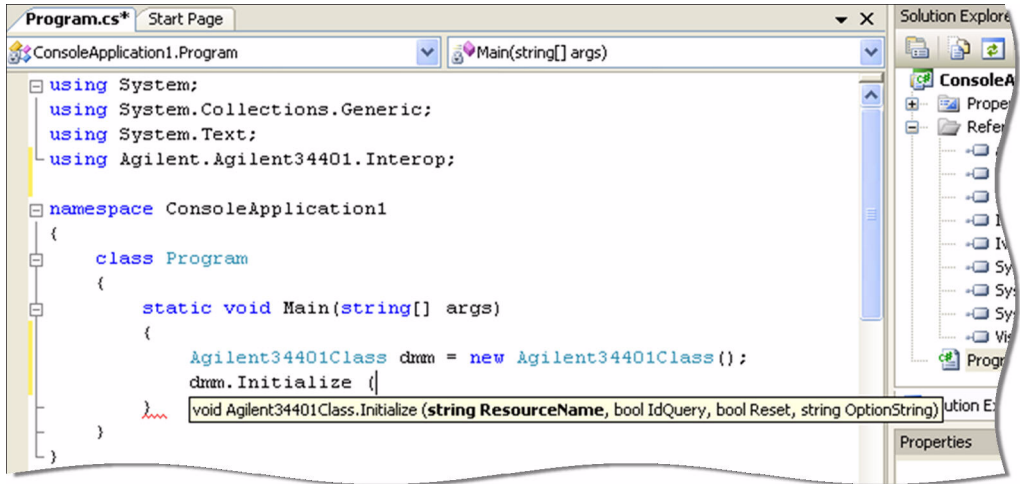 Program.cs* Start Page
Solution Explore
ConsoleApplication1.Program Main(string[] args)
using System;
using System.Collections.Generic;
using System.Text;
using Agilent.Agilent34401.Interop;
namespace ConsoleApplication1
{
class Program
{
static void Main(string[] args)
{
Agilent34401Class dmm = new Agilent34401Class();
dmm.Initialize (
void Agilent34401Class.Initialize (string ResourceName, bool IdQuery, bool Reset, string OptionString)
}
}
}
ConsoleA
Proper
Refer
Sy
Sys
Sys
Vis
Progr
ution Ex
Properties